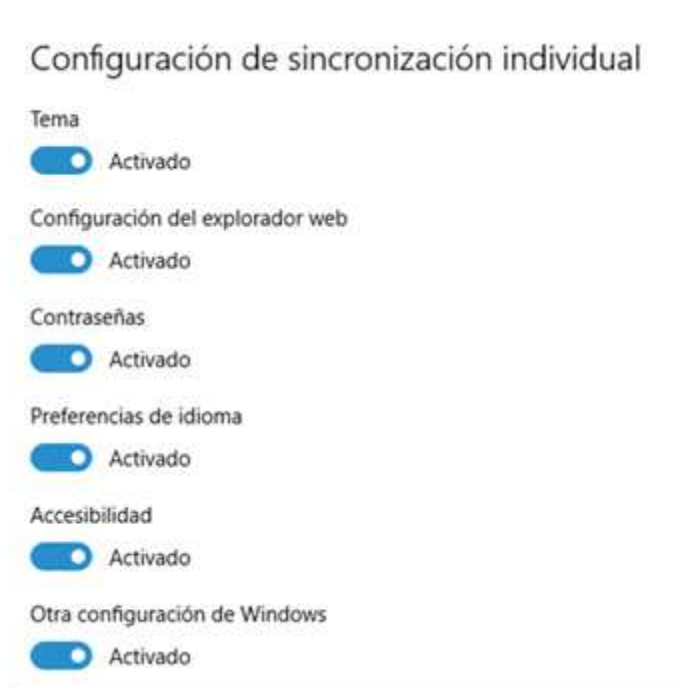 Configuración de sincronización individual
Tema
Activado
Configuración del explorador web
Activado
Contraseñas
Activado
Preferencias de idioma
Activado
Accesibilidad
Activado
Otra configuración de Windows
Activado